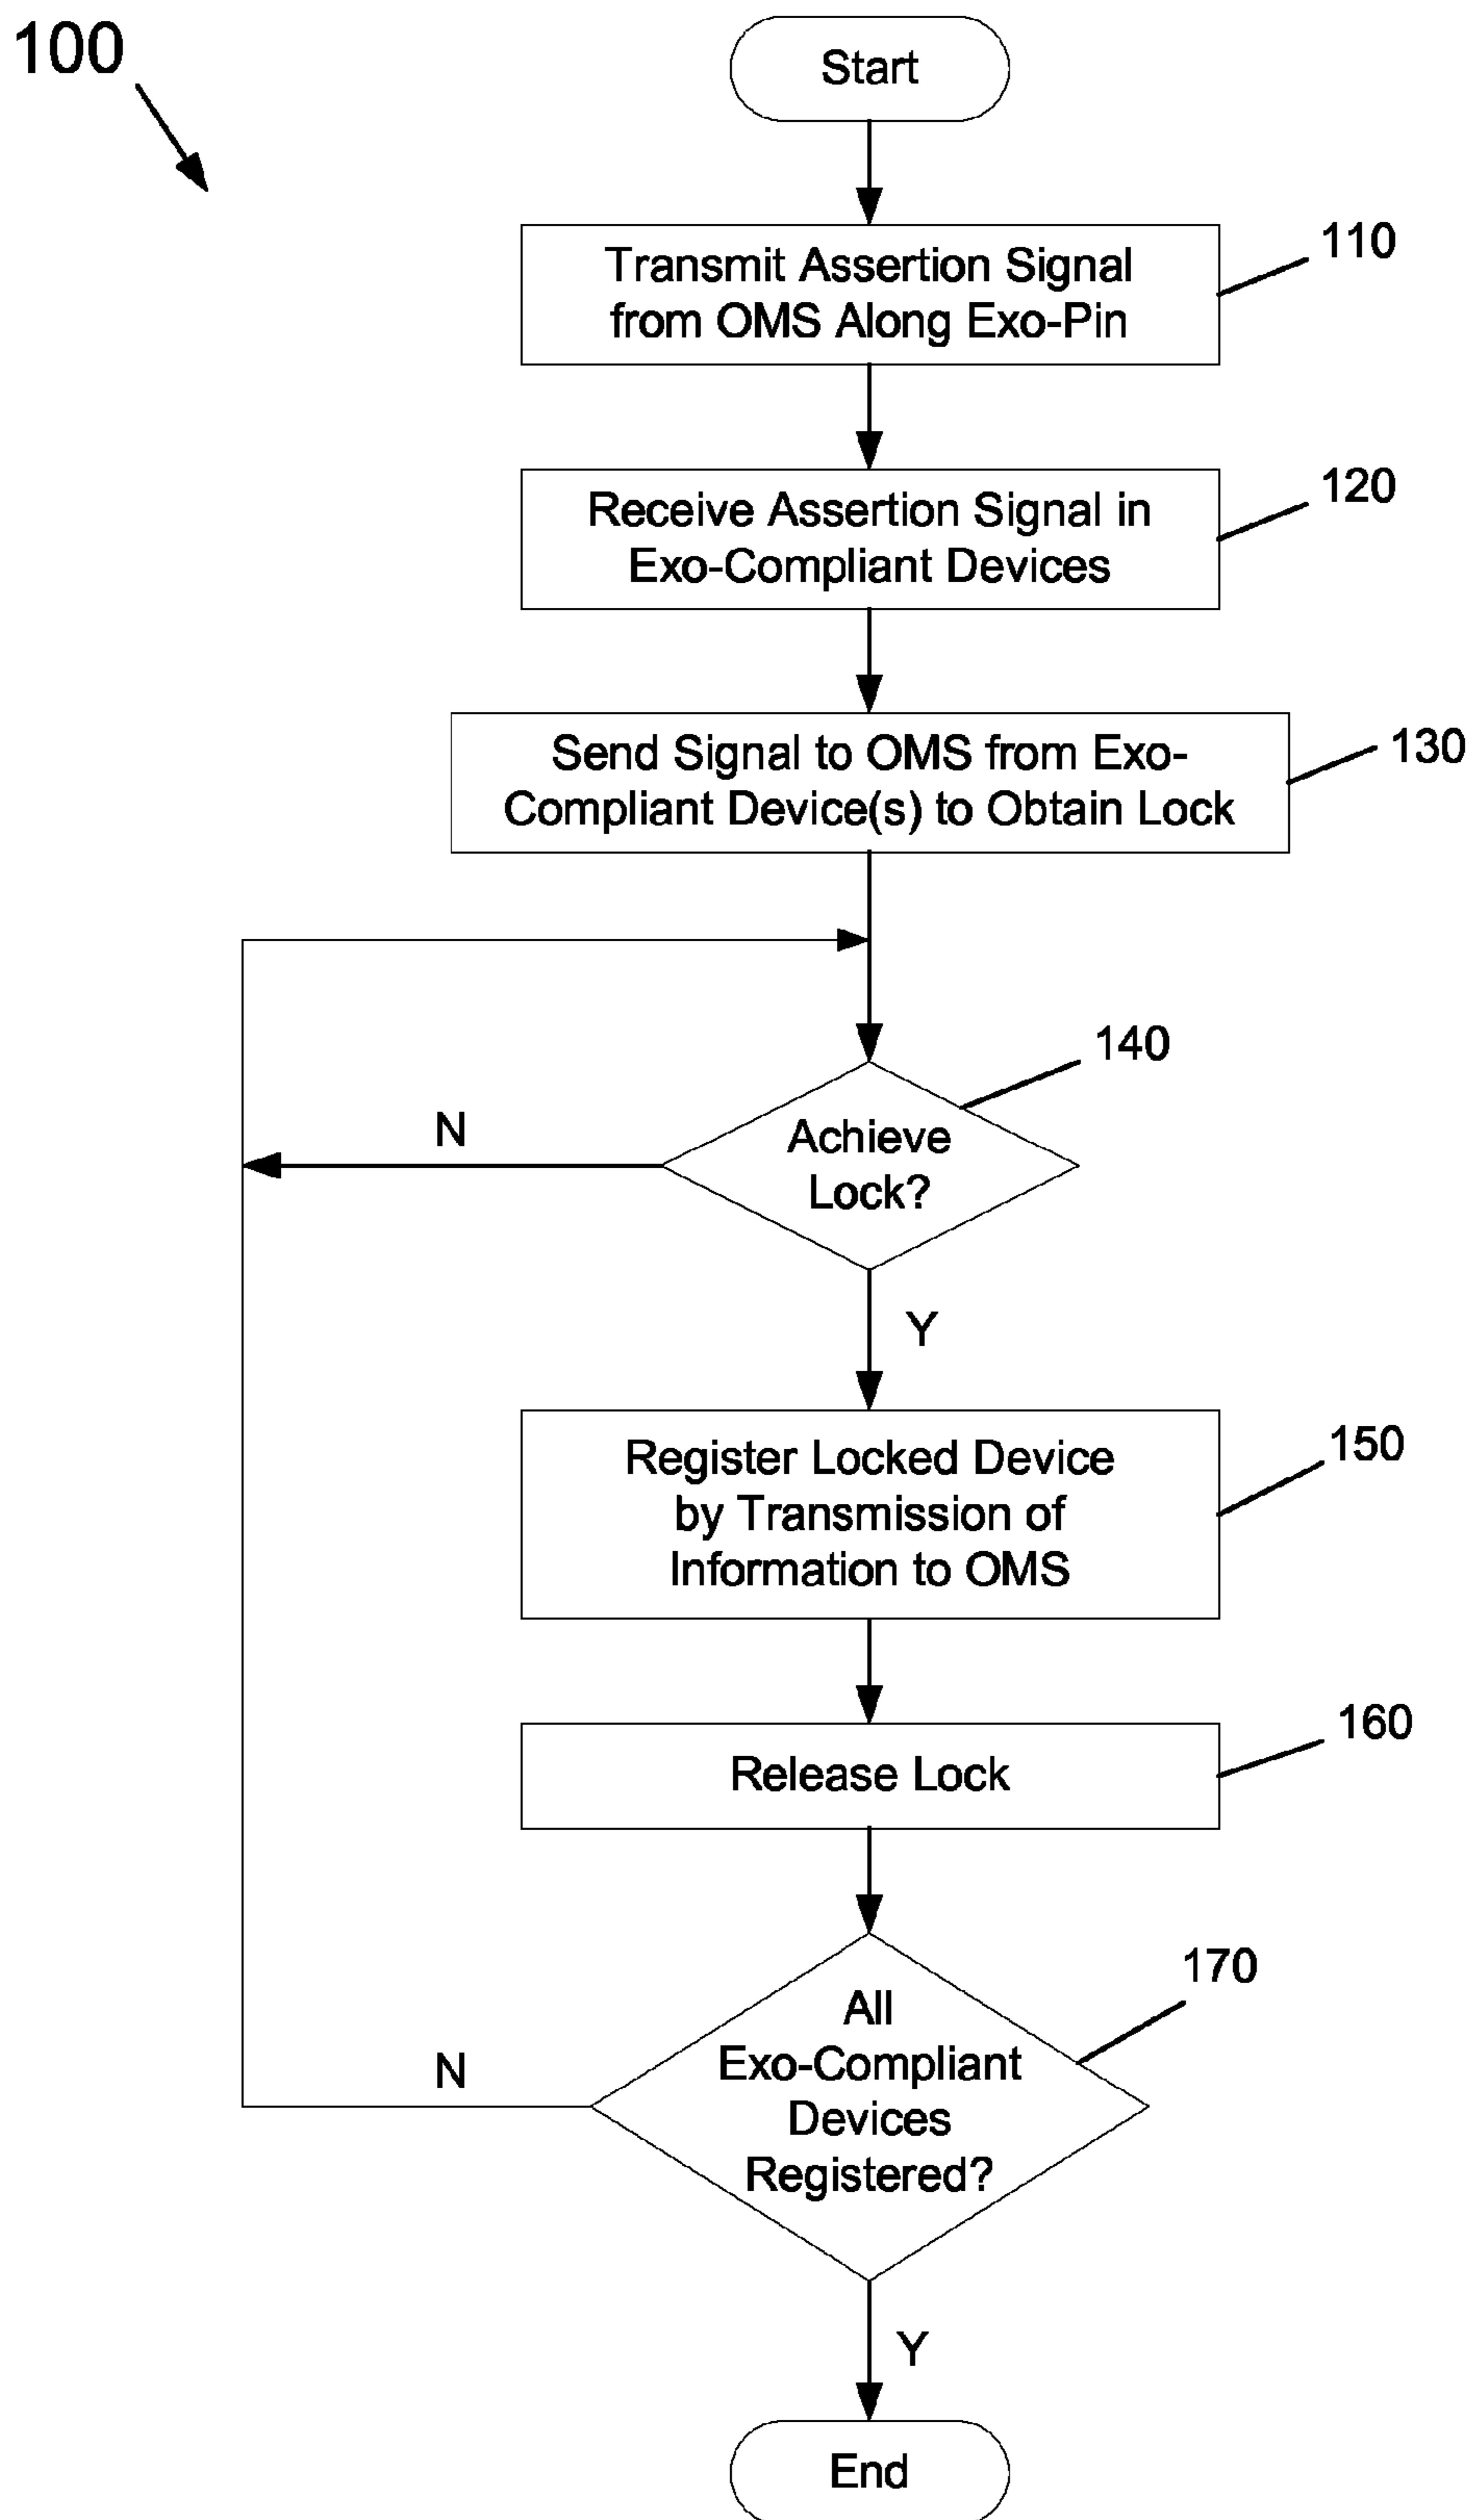 100
Start
Transmit Assertion Signal
from OMS Along Exo-Pin
110
Receive Assertion Signal in
Exo-Compliant Devices
120
Send Signal to OMS from Exo-
Compliant Device(s) to Obtain Lock
130
Achieve
Lock?
140
N
Y
Register Locked Device
by Transmission of
Information to OMS
150
Release Lock
160
All
Exo-Compliant
Devices
Registered?
170
N
Y
End